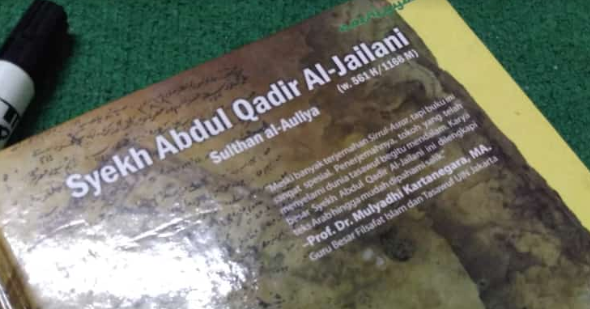 Syekh Abdul Qadir Al-Jailani
(w. 561 H/1166 M)
Sulthan al-Auliya
"Meski banyak terjemahan Sirrul-Asrar, tapi buku ini
sangat spesial. Penerjemahnya, tokoh yang telah
menyelami dunia tasawuf begitu mendalam. Karya
besar Syekh Abdul Qadir Al-Jailani ini dilengkapi
teks Arab hingga mudah dipahami
–Prof. Dr. Mulyadhi Kartanegara, MA,
Guru Besar Filsafat Islam dan Tasawuf UIN Jakarta